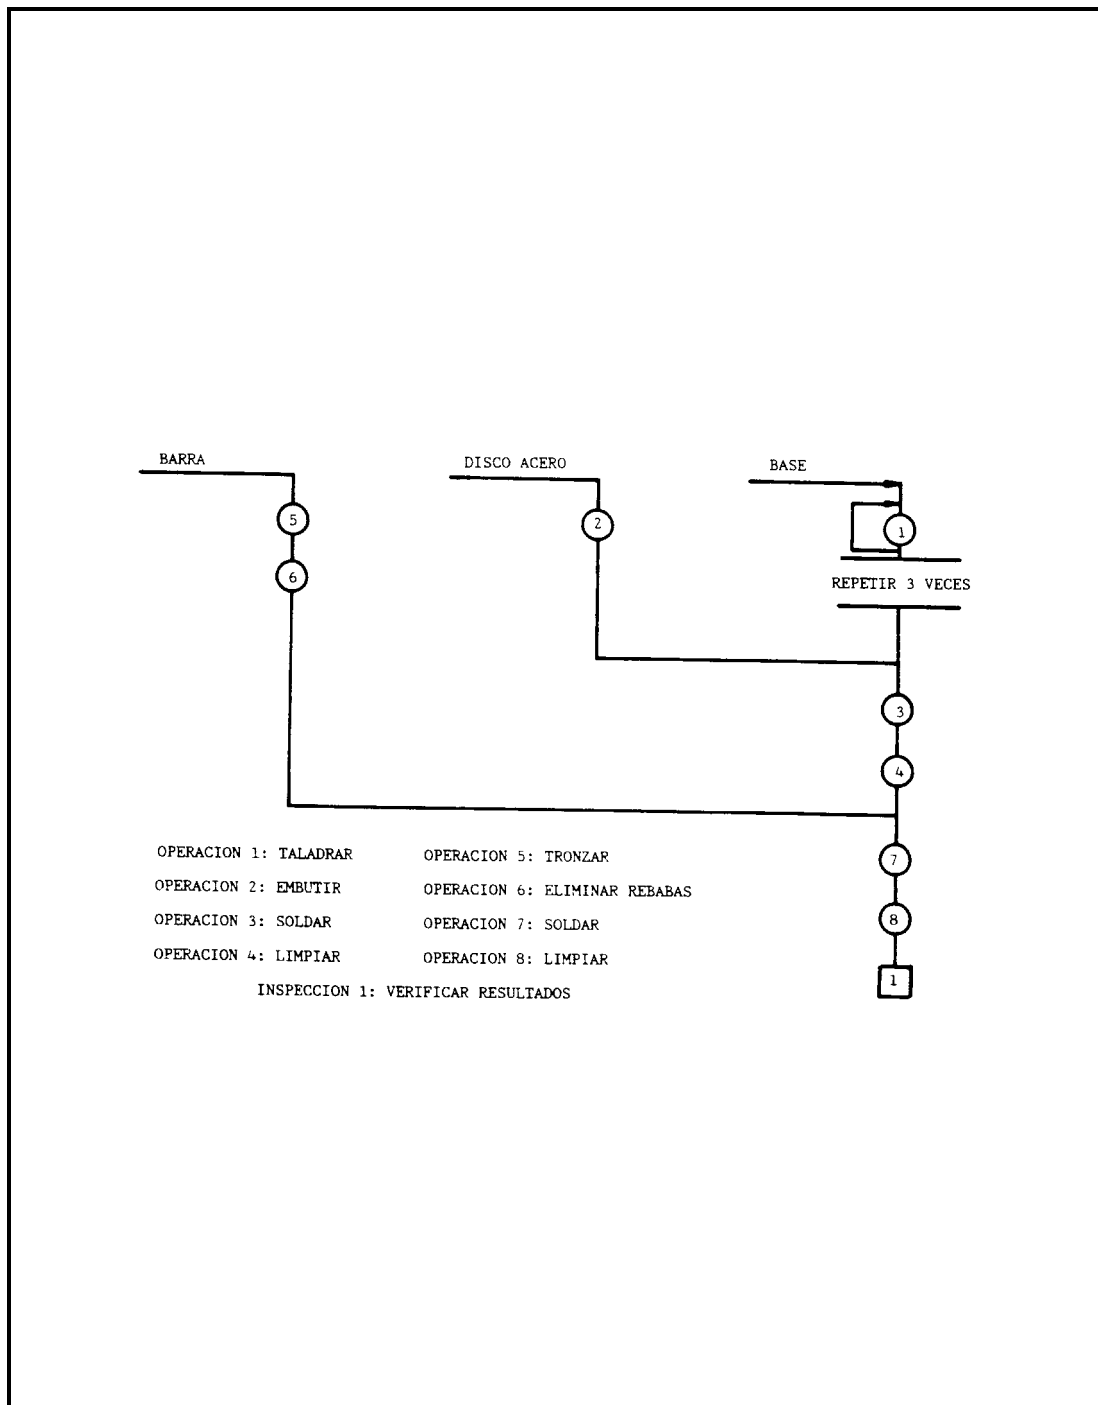 BARRA
DISCO ACERO
BASE
5
2
1
6
REPETIR 3 VECES
3
4
OPERACION 1: TALADRAR
OPERACION 5: TRONZAR
7
OPERACION 2: EMBUTIR
OPERACION 6: ELIMINAR REBABAS
OPERACION 3: SOLDAR
OPERACION 7: SOLDAR
8
OPERACION 4: LIMPIAR
OPERACION 8: LIMPIAR
1
INSPECCION 1: VERIFICAR RESULTADOS